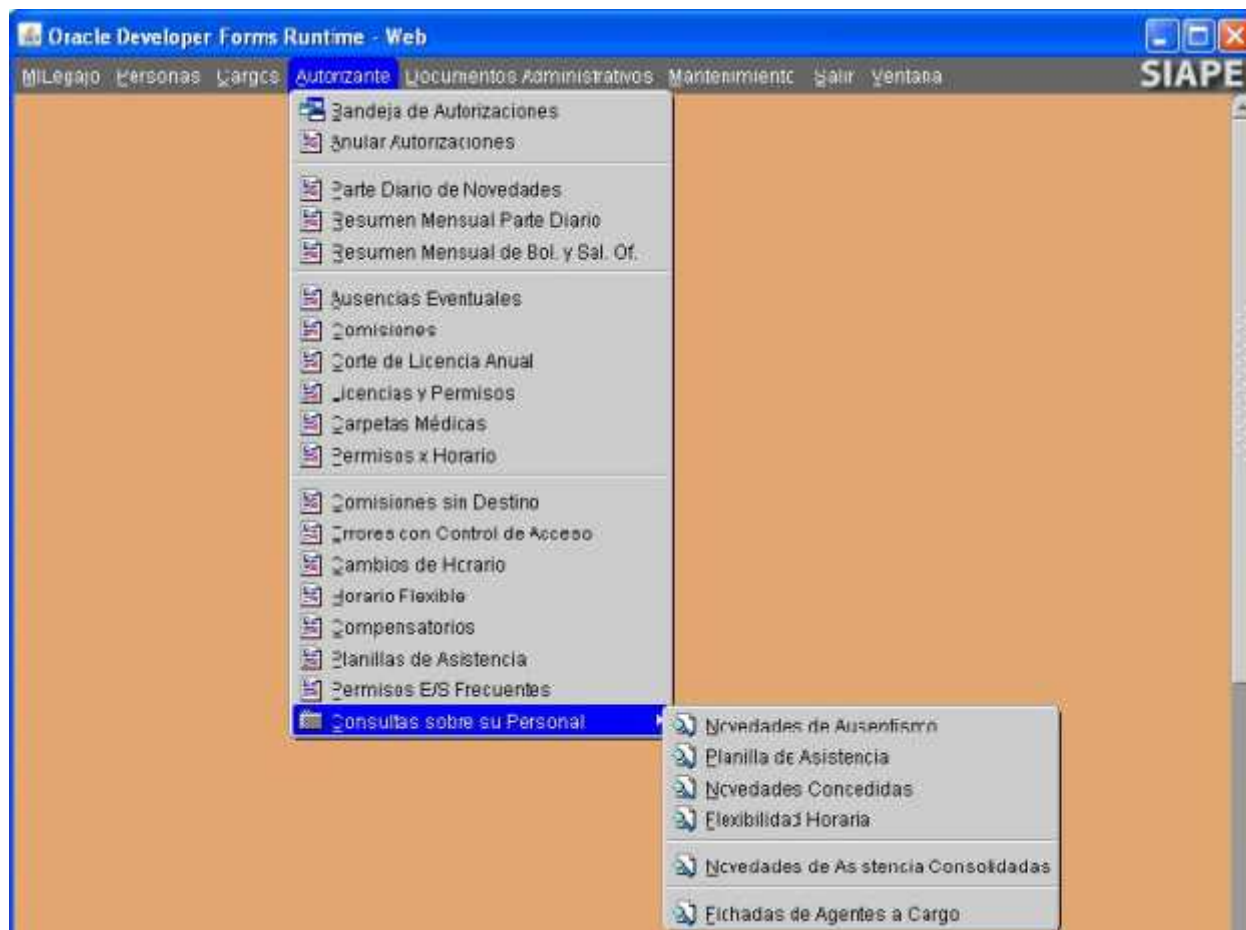 Oracle Developer Forms Runtime - Web
MiLegajo Personas Cargos Autorizante Documentos Administrativos Mantenimiento Salir Ventana SIAPE
Bandeja de Autorizaciones
Anular Autorizaciones
Parte Diario de Novedades
Resumen Mensual Parte Diario
Resumen Mensual de Bol. y Sal. Of.
Ausencias Eventuales
Comisiones
Corte de Licencia Anual
Licencias y Permisos
Carpetas Médicas
Permisos x Horario
Comisiones sin Destino
Errores con Control de Acceso
Cambios de Horario
Horario Flexible
Compensatorios
Planillas de Asistencia
Permisos E/S Frecuentes
Consultas sobre su Personal
Novedades de Ausentismo
Planilla de Asistencia
Novedades Concedidas
Flexibilidad Horaria
Novedades de Asistencia Consolidadas
Fichadas de Agentes a Cargo